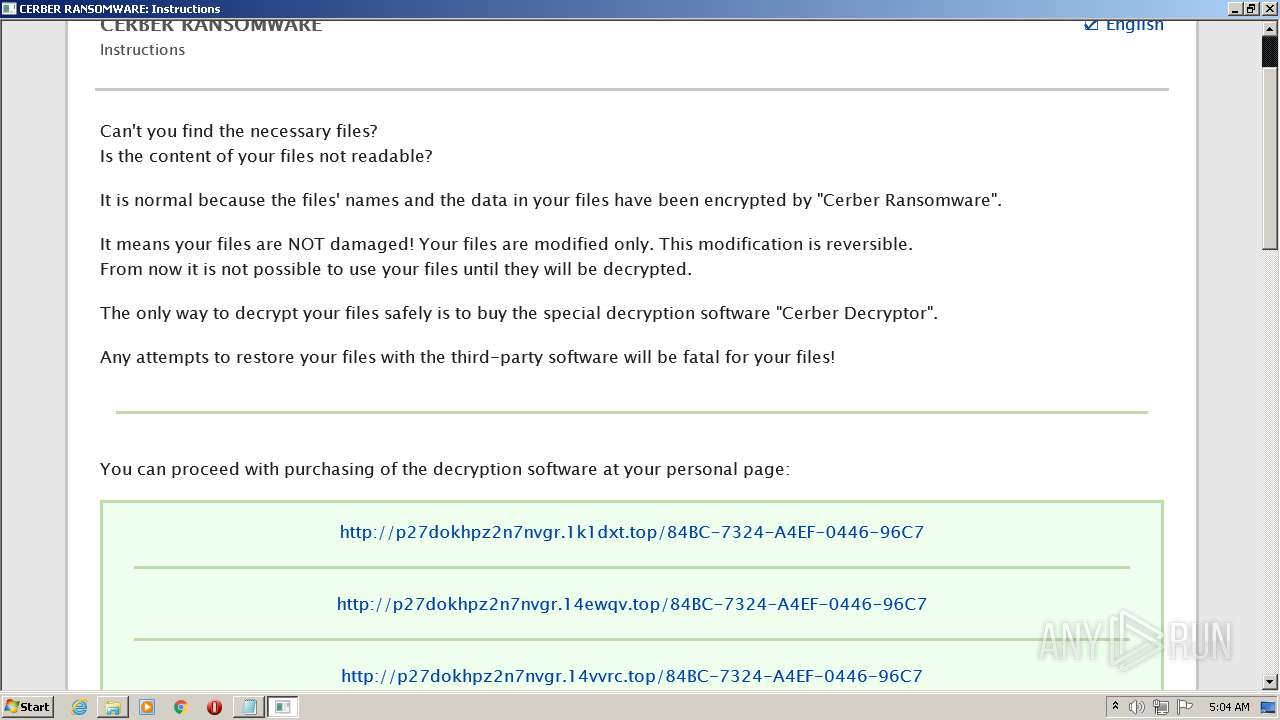 CERBER RANSOMWARE: Instructions
CERBER RANSOMWARE
English
Instructions
Can't you find the necessary files?
Is the content of your files not readable?
It is normal because the files' names and the data in your files have been encrypted by "Cerber Ransomware".
It means your files are NOT damaged! Your files are modified only. This modification is reversible.
From now it is not possible to use your files until they will be decrypted.
The only way to decrypt your files safely is to buy the special decryption software "Cerber Decryptor".
Any attempts to restore your files with the third-party software will be fatal for your files!
You can proceed with purchasing of the decryption software at your personal page:
http://p27dokhpz2n7nvgr.1k1dxt.top/84BC-7324-A4EF-0446-96C7
http://p27dokhpz2n7nvgr.14ewqv.top/84BC-7324-A4EF-0446-96C7
http://p27dokhpz2n7nvgr.14vvrc.top/84BC-7324-A4EF-0446-96C7
ANY RUN
Start
5:04 AM